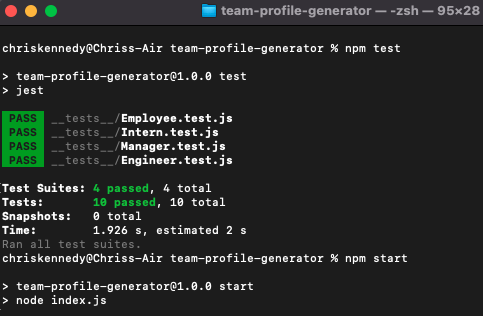 team-profile-generator — -zsh — 95×28
chriskennedy@Chriss-Air team-profile-generator % npm test
> team-profile-generator@1.0.0 test
> jest
PASS __tests__/Employee.test.js
PASS __tests__/Intern.test.js
PASS __tests__/Manager.test.js
PASS __tests__/Engineer.test.js
Test Suites: 4 passed, 4 total
Tests: 10 passed, 10 total
Snapshots: 0 total
Time: 1.926 s, estimated 2 s
Ran all test suites.
chriskennedy@Chriss-Air team-profile-generator % npm start
> team-profile-generator@1.0.0 start
> node index.js